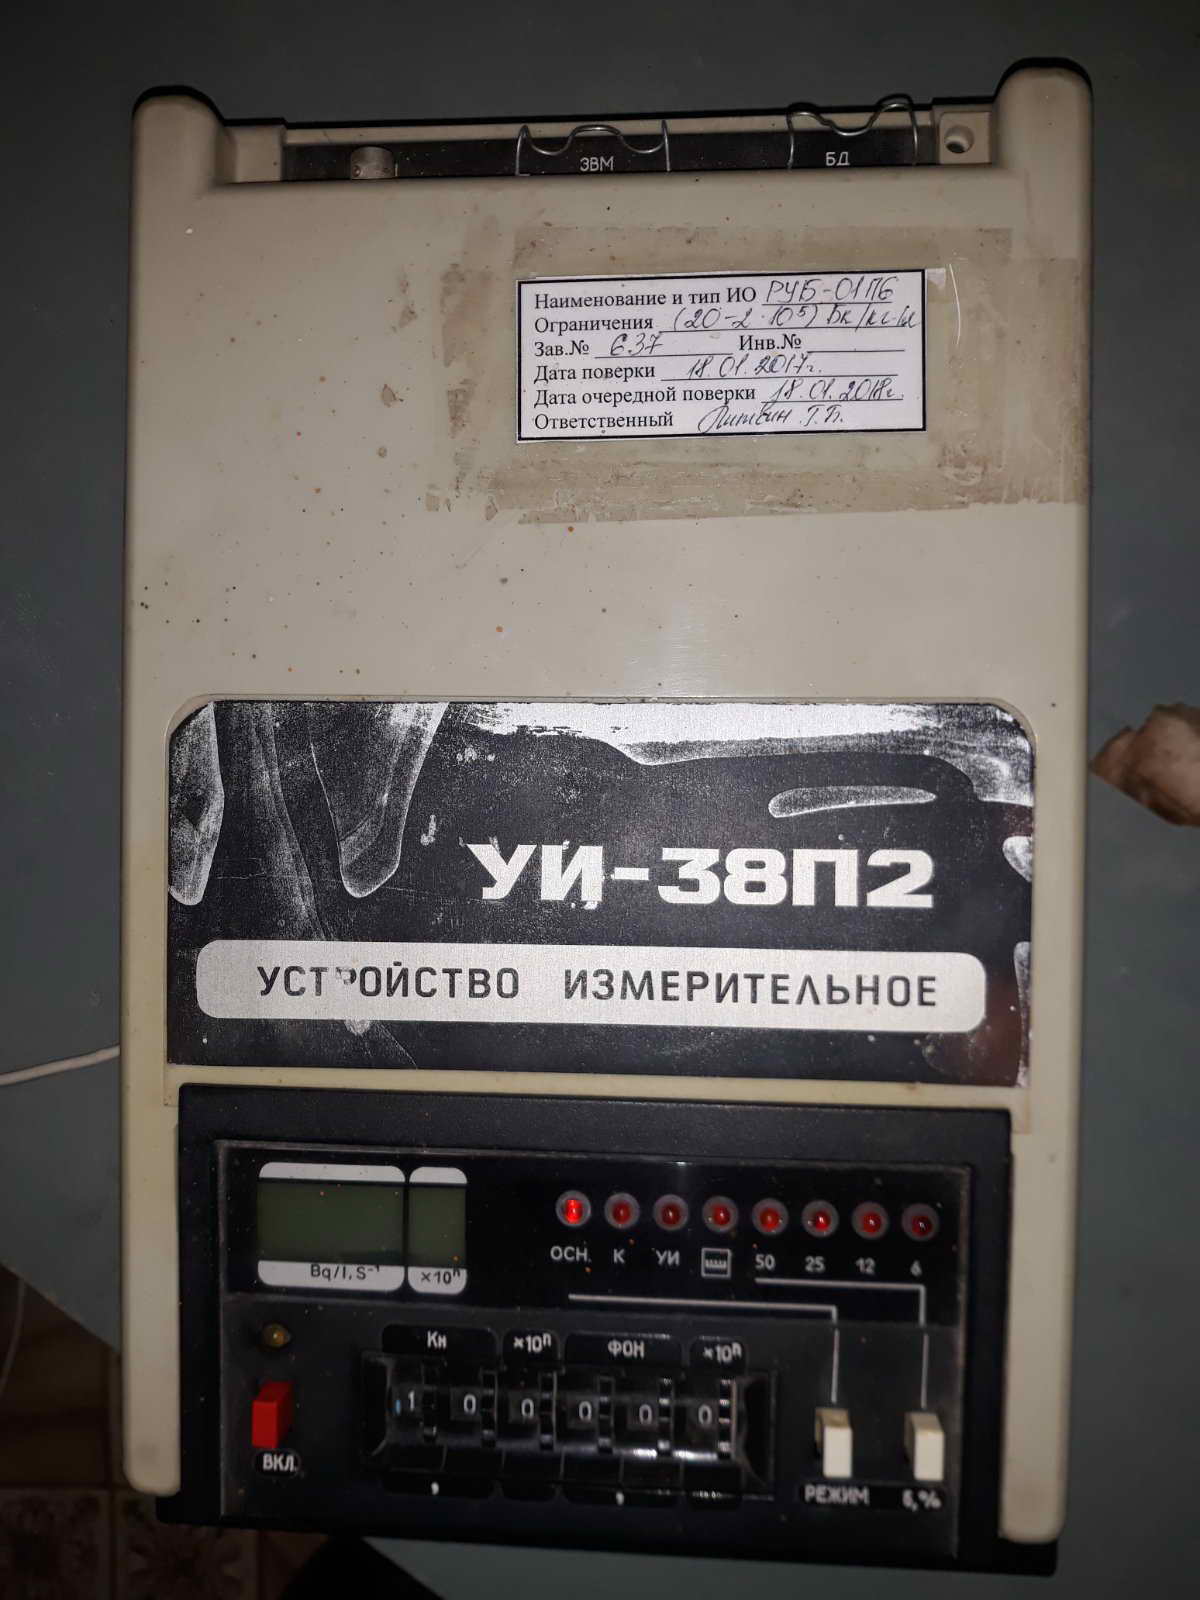 ЭВМ БД
Наименование и тип ИО РУБ-01П6
Ограничения (20-2·10⁵) Бк/кг·л
Зав.№ 637 Инв.№
Дата поверки 18.01.2017г.
Дата очередной поверки 18.01.2018г.
Ответственный Литвин Г.Б.
УИ-38П2
УСТРОЙСТВО ИЗМЕРИТЕЛЬНОЕ
Bq/l, S⁻¹ ×10ⁿ
ОСН. К УИ 50 25 12 6
Кн ×10ⁿ ФОН ×10ⁿ
1 0 0 0 0 0
ВКЛ. , ,
РЕЖИМ δ,%